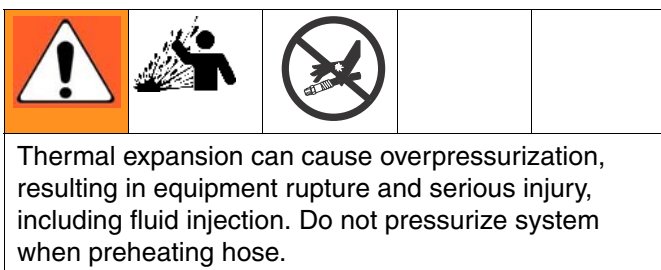 Thermal expansion can cause overpressurization,
resulting in equipment rupture and serious injury,
including fluid injection. Do not pressurize system
when preheating hose.